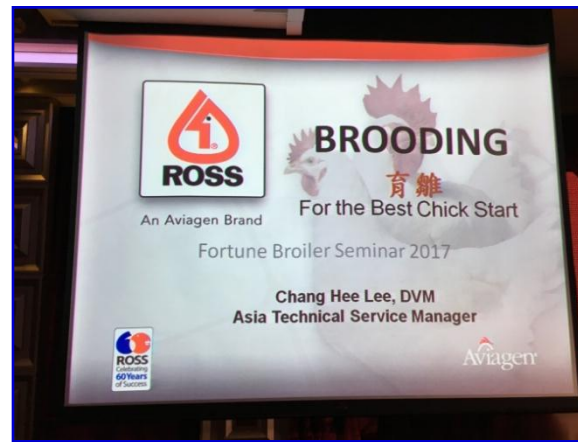 ROSS
An Aviagen Brand
BROODING
育雛
For the Best Chick Start
Fortune Broiler Seminar 2017
Chang Hee Lee, DVM
Asia Technical Service Manager
ROSS
Celebrating
60 Years
of Success
Aviagen